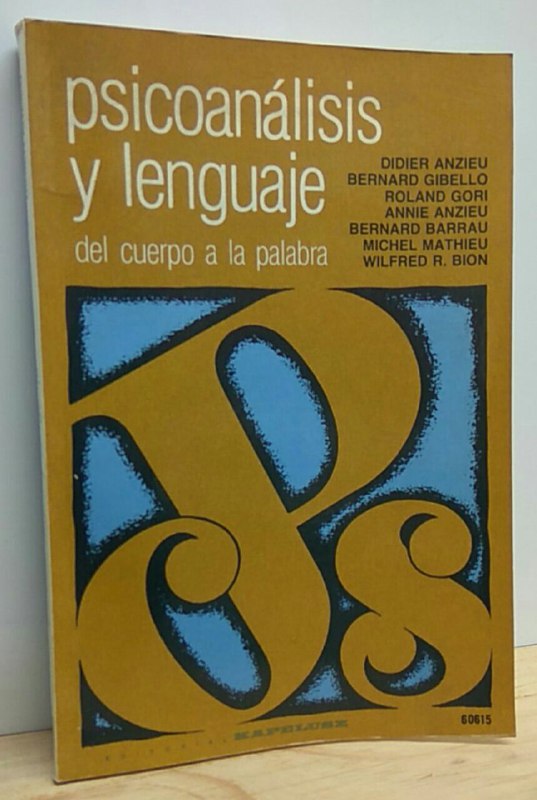 psicoanálisis
y lenguaje
del cuerpo a la palabra
DIDIER ANZIEU
BERNARD GIBELLO
ROLAND GORI
ANNIE ANZIEU
BERNARD BARRAU
MICHEL MATHIEU
WILFRED R. BION
Ps
EDITORIAL KAPELUSZ
60615